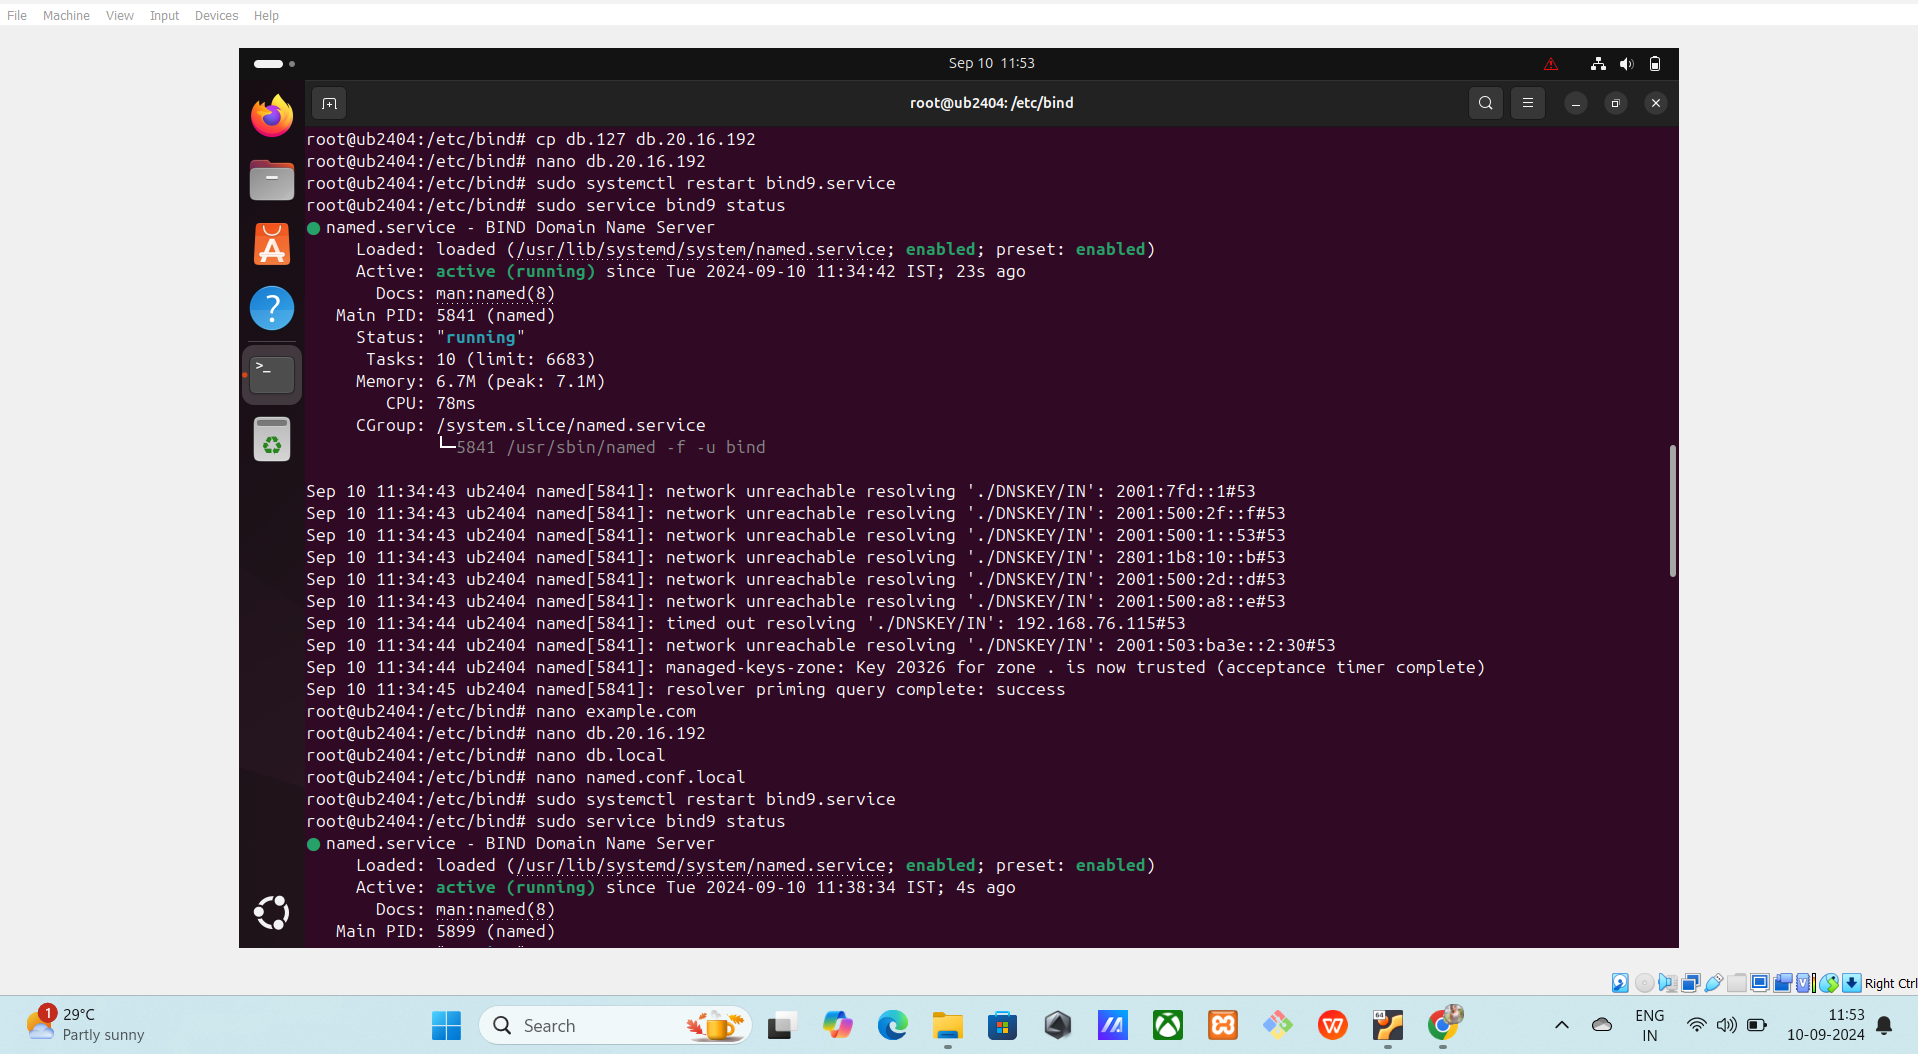 File Machine View Input Devices Help
Sep 10 11:53
root@ub2404: /etc/bind
root@ub2404:/etc/bind# cp db.127 db.20.16.192
root@ub2404:/etc/bind# nano db.20.16.192
root@ub2404:/etc/bind# sudo systemctl restart bind9.service
root@ub2404:/etc/bind# sudo service bind9 status
named.service - BIND Domain Name Server
Loaded: loaded (/usr/lib/systemd/system/named.service; enabled; preset: enabled)
Active: active (running) since Tue 2024-09-10 11:34:42 IST; 23s ago
Docs: man:named(8)
Main PID: 5841 (named)
Status: "running"
Tasks: 10 (limit: 6683)
Memory: 6.7M (peak: 7.1M)
CPU: 78ms
CGroup: /system.slice/named.service
└─5841 /usr/sbin/named -f -u bind
Sep 10 11:34:43 ub2404 named[5841]: network unreachable resolving './DNSKEY/IN': 2001:7fd::1#53
Sep 10 11:34:43 ub2404 named[5841]: network unreachable resolving './DNSKEY/IN': 2001:500:2f::f#53
Sep 10 11:34:43 ub2404 named[5841]: network unreachable resolving './DNSKEY/IN': 2001:500:1::53#53
Sep 10 11:34:43 ub2404 named[5841]: network unreachable resolving './DNSKEY/IN': 2801:1b8:10::b#53
Sep 10 11:34:43 ub2404 named[5841]: network unreachable resolving './DNSKEY/IN': 2001:500:2d::d#53
Sep 10 11:34:43 ub2404 named[5841]: network unreachable resolving './DNSKEY/IN': 2001:500:a8::e#53
Sep 10 11:34:44 ub2404 named[5841]: timed out resolving './DNSKEY/IN': 192.168.76.115#53
Sep 10 11:34:44 ub2404 named[5841]: network unreachable resolving './DNSKEY/IN': 2001:503:ba3e::2:30#53
Sep 10 11:34:44 ub2404 named[5841]: managed-keys-zone: Key 20326 for zone . is now trusted (acceptance timer complete)
Sep 10 11:34:45 ub2404 named[5841]: resolver priming query complete: success
root@ub2404:/etc/bind# nano example.com
root@ub2404:/etc/bind# nano db.20.16.192
root@ub2404:/etc/bind# nano db.local
root@ub2404:/etc/bind# nano named.conf.local
root@ub2404:/etc/bind# sudo systemctl restart bind9.service
root@ub2404:/etc/bind# sudo service bind9 status
named.service - BIND Domain Name Server
Loaded: loaded (/usr/lib/systemd/system/named.service; enabled; preset: enabled)
Active: active (running) since Tue 2024-09-10 11:38:34 IST; 4s ago
Docs: man:named(8)
Main PID: 5899 (named)
Right Ctrl
1
29°C
Partly sunny
Search
64
ENG
IN
11:53
10-09-2024